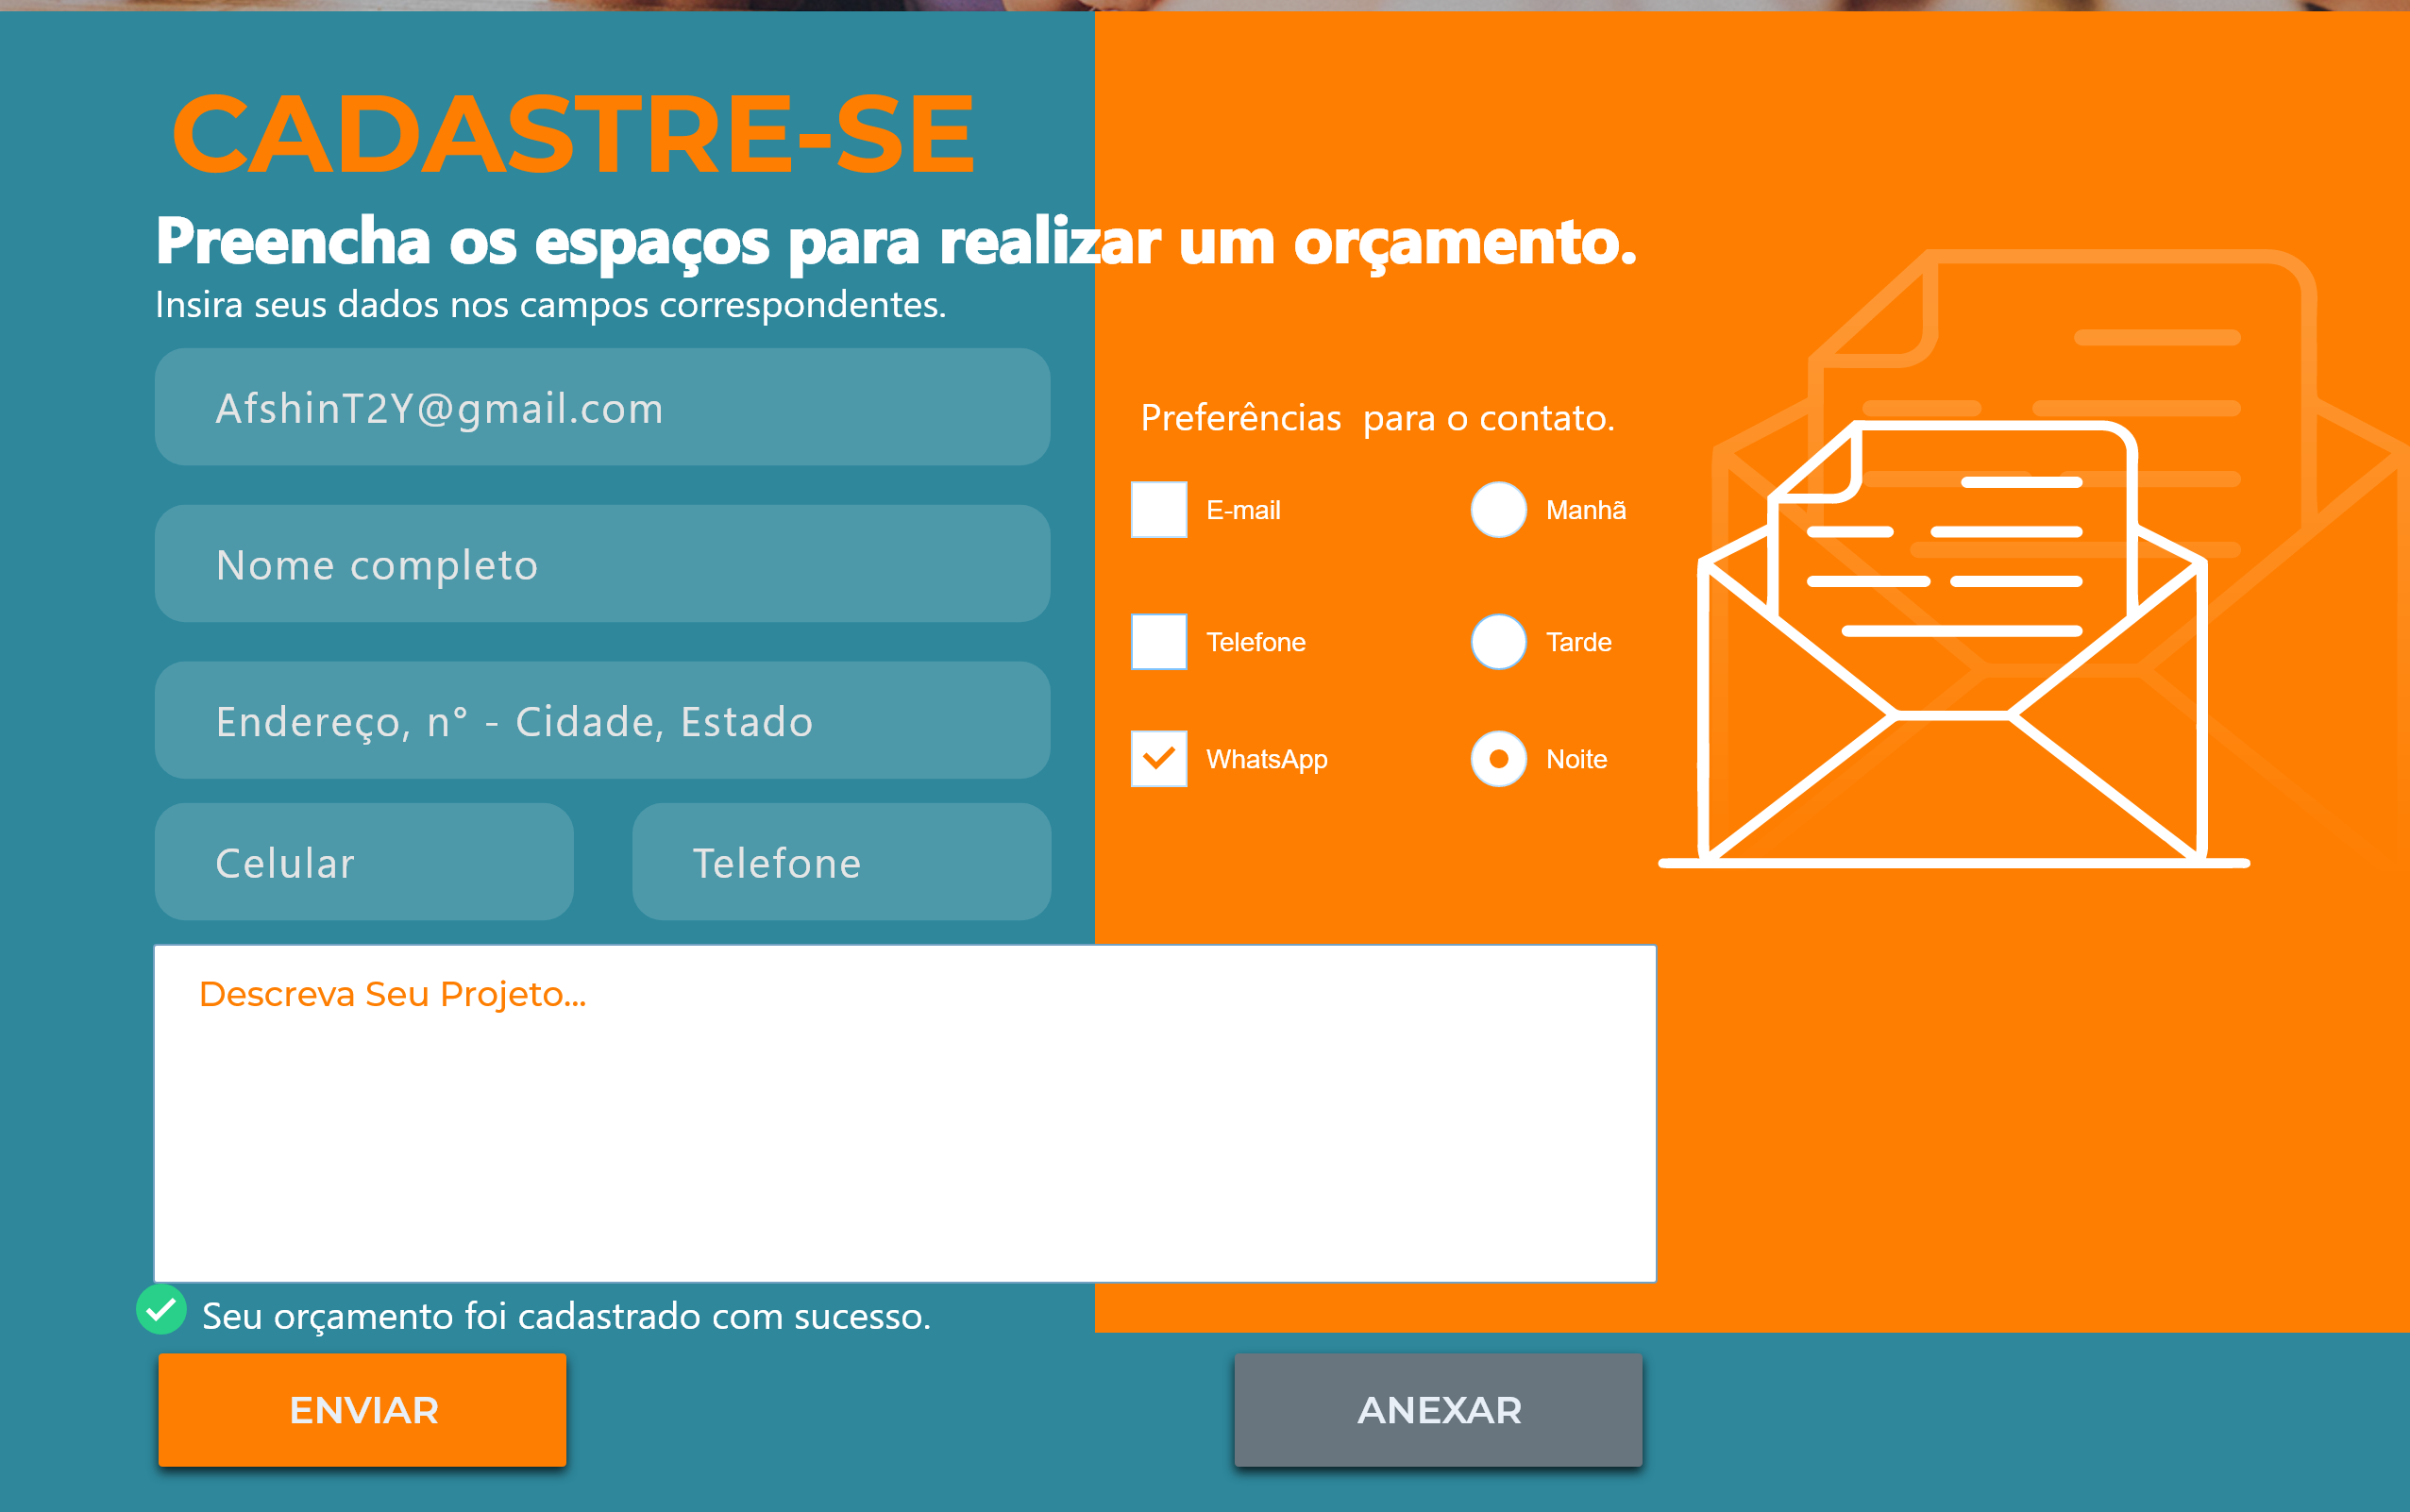 CADASTRE-SE
Preencha os espaços para realizar um orçamento.
Insira seus dados nos campos correspondentes.
AfshinT2Y@gmail.com
Nome completo
Endereço, n° - Cidade, Estado
Celular
Telefone
Preferências  para o contato.
E-mail
Manhã
Telefone
Tarde
WhatsApp
Noite
Descreva Seu Projeto...
Seu orçamento foi cadastrado com sucesso.
ENVIAR
ANEXAR